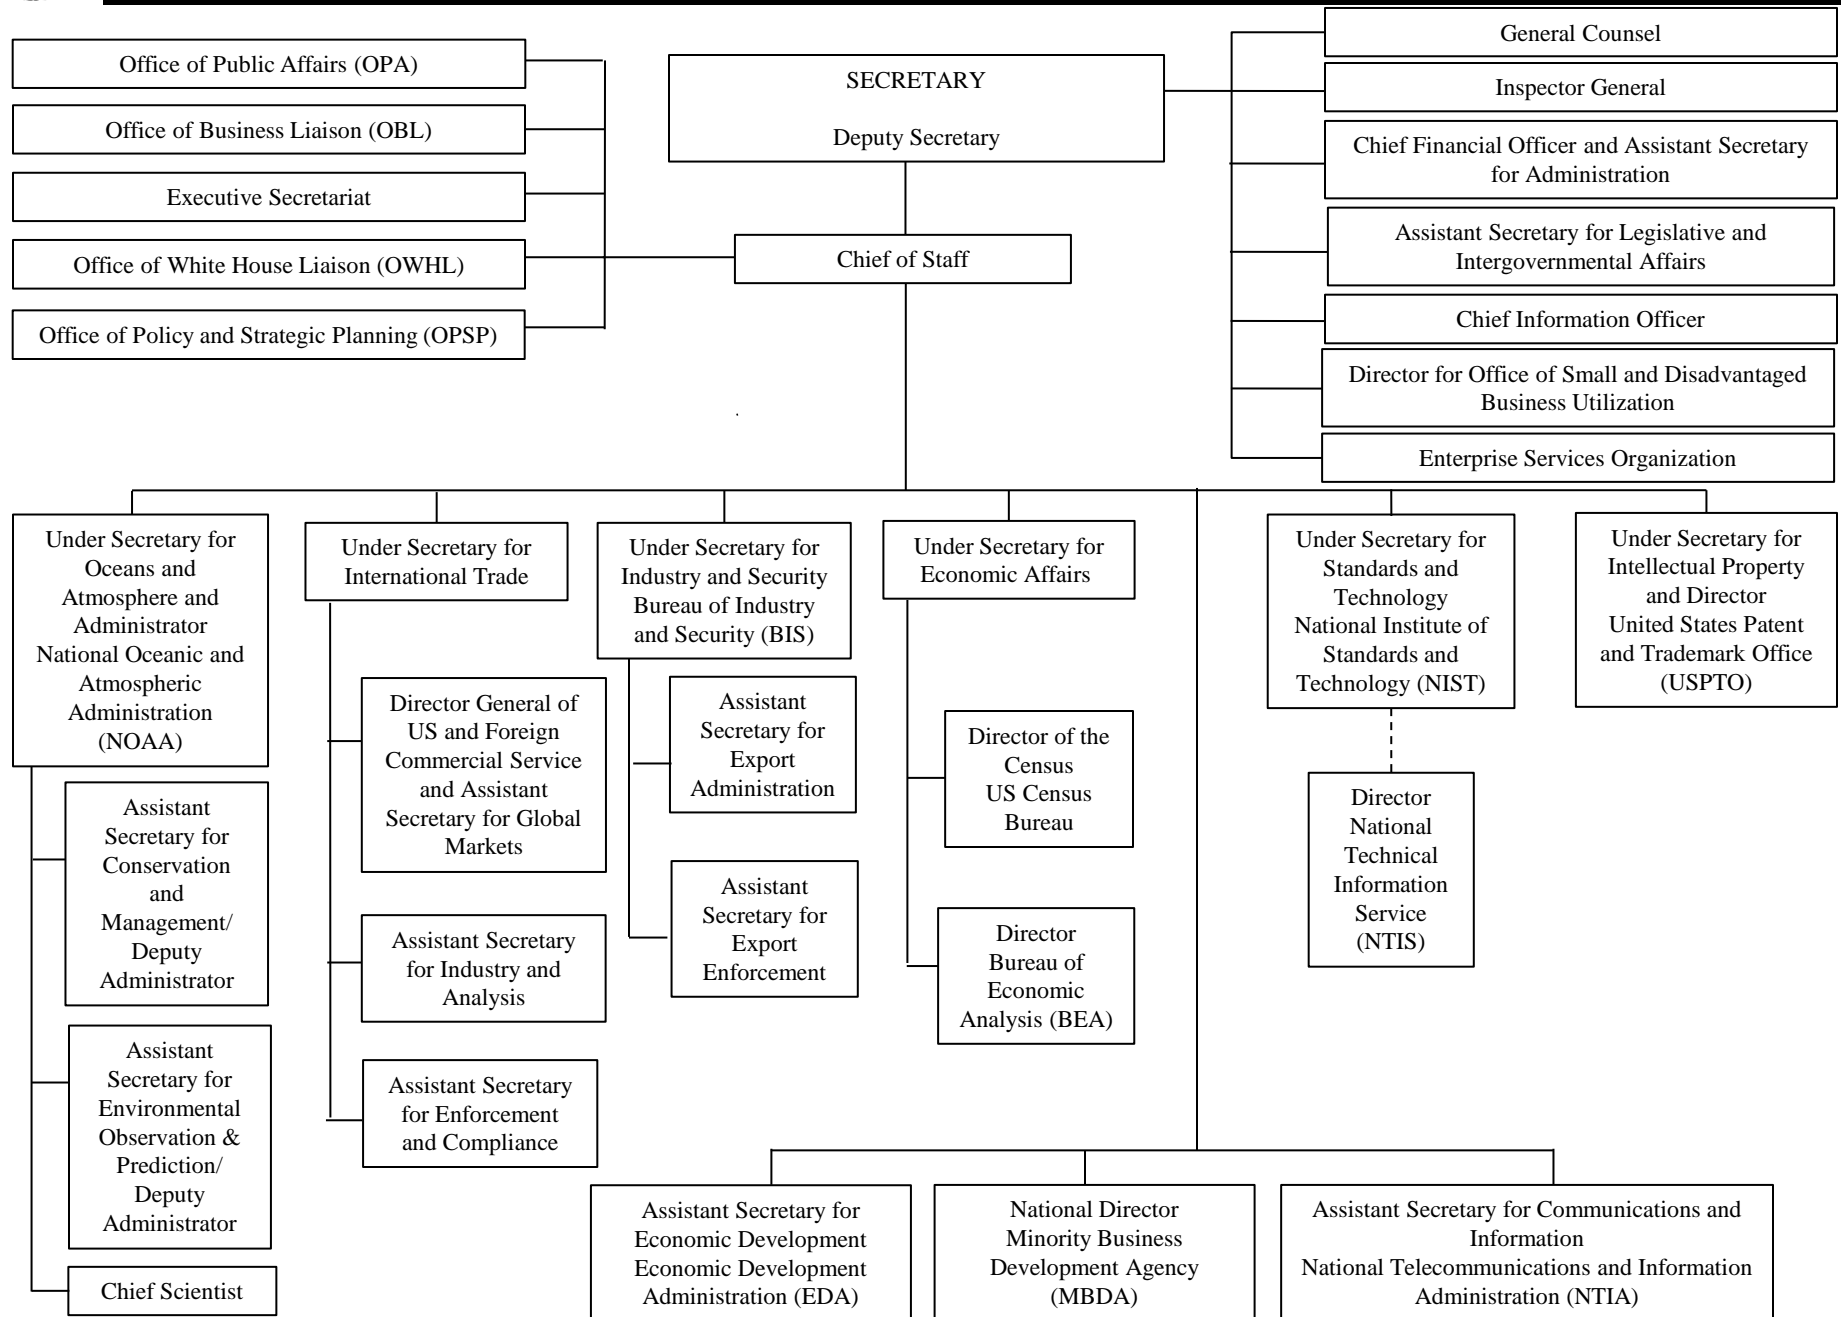 Office of Public Affairs (OPA)
Office of Business Liaison (OBL)
Executive Secretariat
Office of White House Liaison (OWHL)
Office of Policy and Strategic Planning (OPSP)
SECRETARY
Deputy Secretary
Chief of Staff
General Counsel
Inspector General
Chief Financial Officer and Assistant Secretary
for Administration
Assistant Secretary for Legislative and
Intergovernmental Affairs
Chief Information Officer
Director for Office of Small and Disadvantaged
Business Utilization
Enterprise Services Organization
Under Secretary for
Oceans and
Atmosphere and
Administrator
National Oceanic and
Atmospheric
Administration
(NOAA)
Assistant
Secretary for
Conservation
and
Management/
Deputy
Administrator
Assistant
Secretary for
Environmental
Observation &
Prediction/
Deputy
Administrator
Chief Scientist
Under Secretary for
International Trade
Director General of
US and Foreign
Commercial Service
and Assistant
Secretary for Global
Markets
Assistant Secretary
for Industry and
Analysis
Assistant Secretary
for Enforcement
and Compliance
Under Secretary for
Industry and Security
Bureau of Industry
and Security (BIS)
Assistant
Secretary for
Export
Administration
Assistant
Secretary for
Export
Enforcement
Under Secretary for
Economic Affairs
Director of the
Census
US Census
Bureau
Director
Bureau of
Economic
Analysis (BEA)
Under Secretary for
Standards and
Technology
National Institute of
Standards and
Technology (NIST)
Director
National
Technical
Information
Service
(NTIS)
Under Secretary for
Intellectual Property
and Director
United States Patent
and Trademark Office
(USPTO)
Assistant Secretary for
Economic Development
Economic Development
Administration (EDA)
National Director
Minority Business
Development Agency
(MBDA)
Assistant Secretary for Communications and
Information
National Telecommunications and Information
Administration (NTIA)